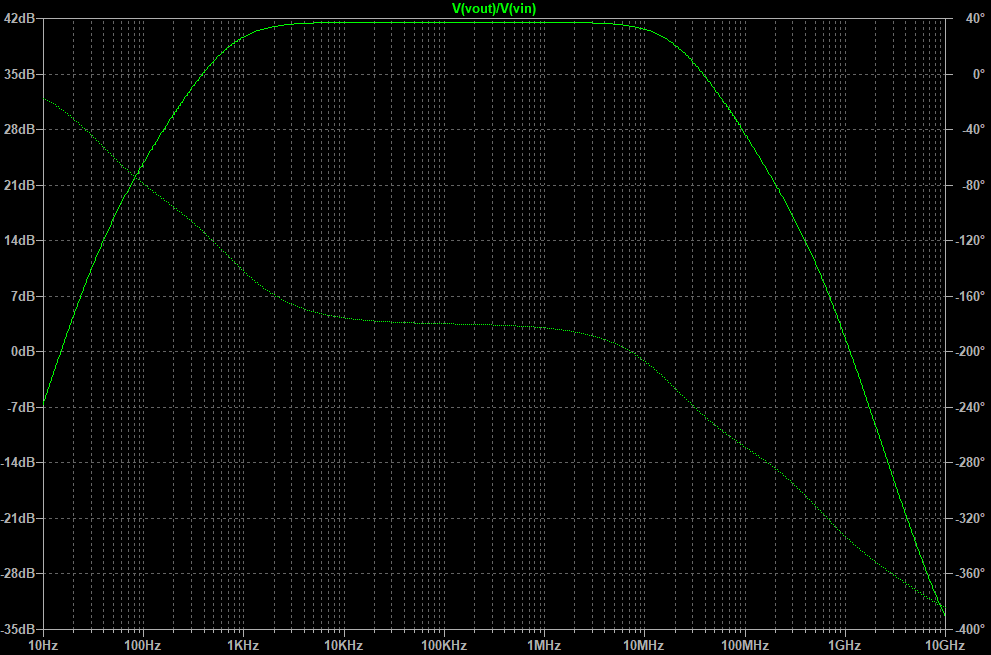 V(vout)/V(vin)
42dB 40°
35dB 0°
28dB -40°
21dB -80°
14dB -120°
7dB -160°
0dB -200°
-7dB -240°
-14dB -280°
-21dB -320°
-28dB -360°
-35dB -400°
10Hz 100Hz 1KHz 10KHz 100KHz 1MHz 10MHz 100MHz 1GHz 10GHz